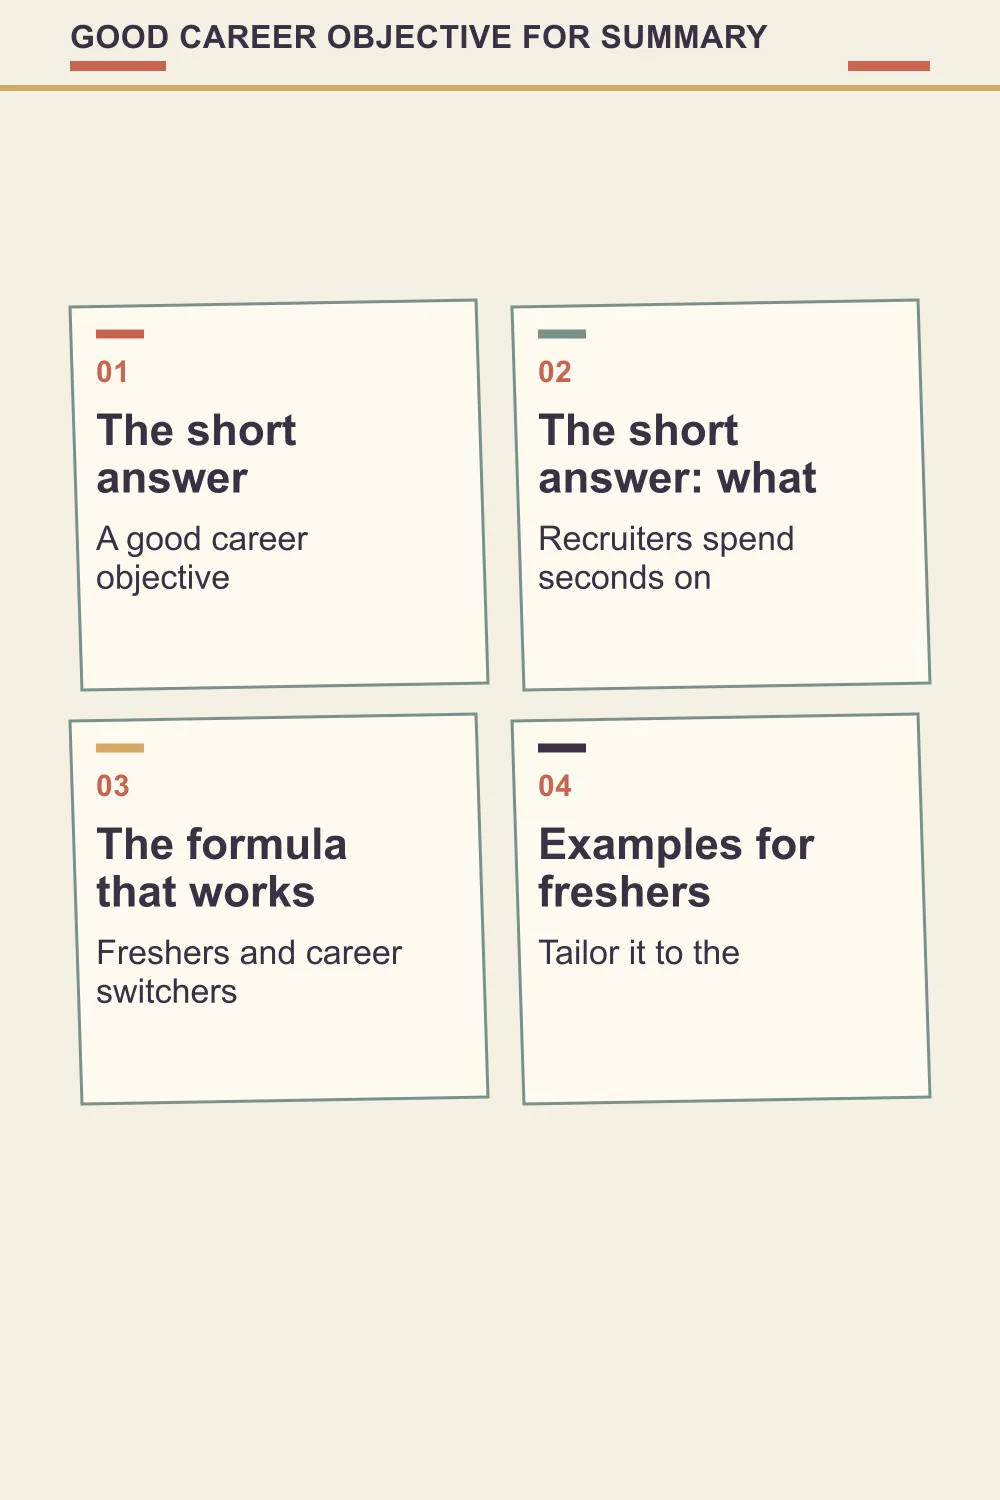 GOOD CAREER OBJECTIVE FOR SUMMARY
01
The short
answer
A good career
objective
02
The short
answer: what
Recruiters spend
seconds on
03
The formula
that works
Freshers and career
switchers
04
Examples for
freshers
Tailor it to the